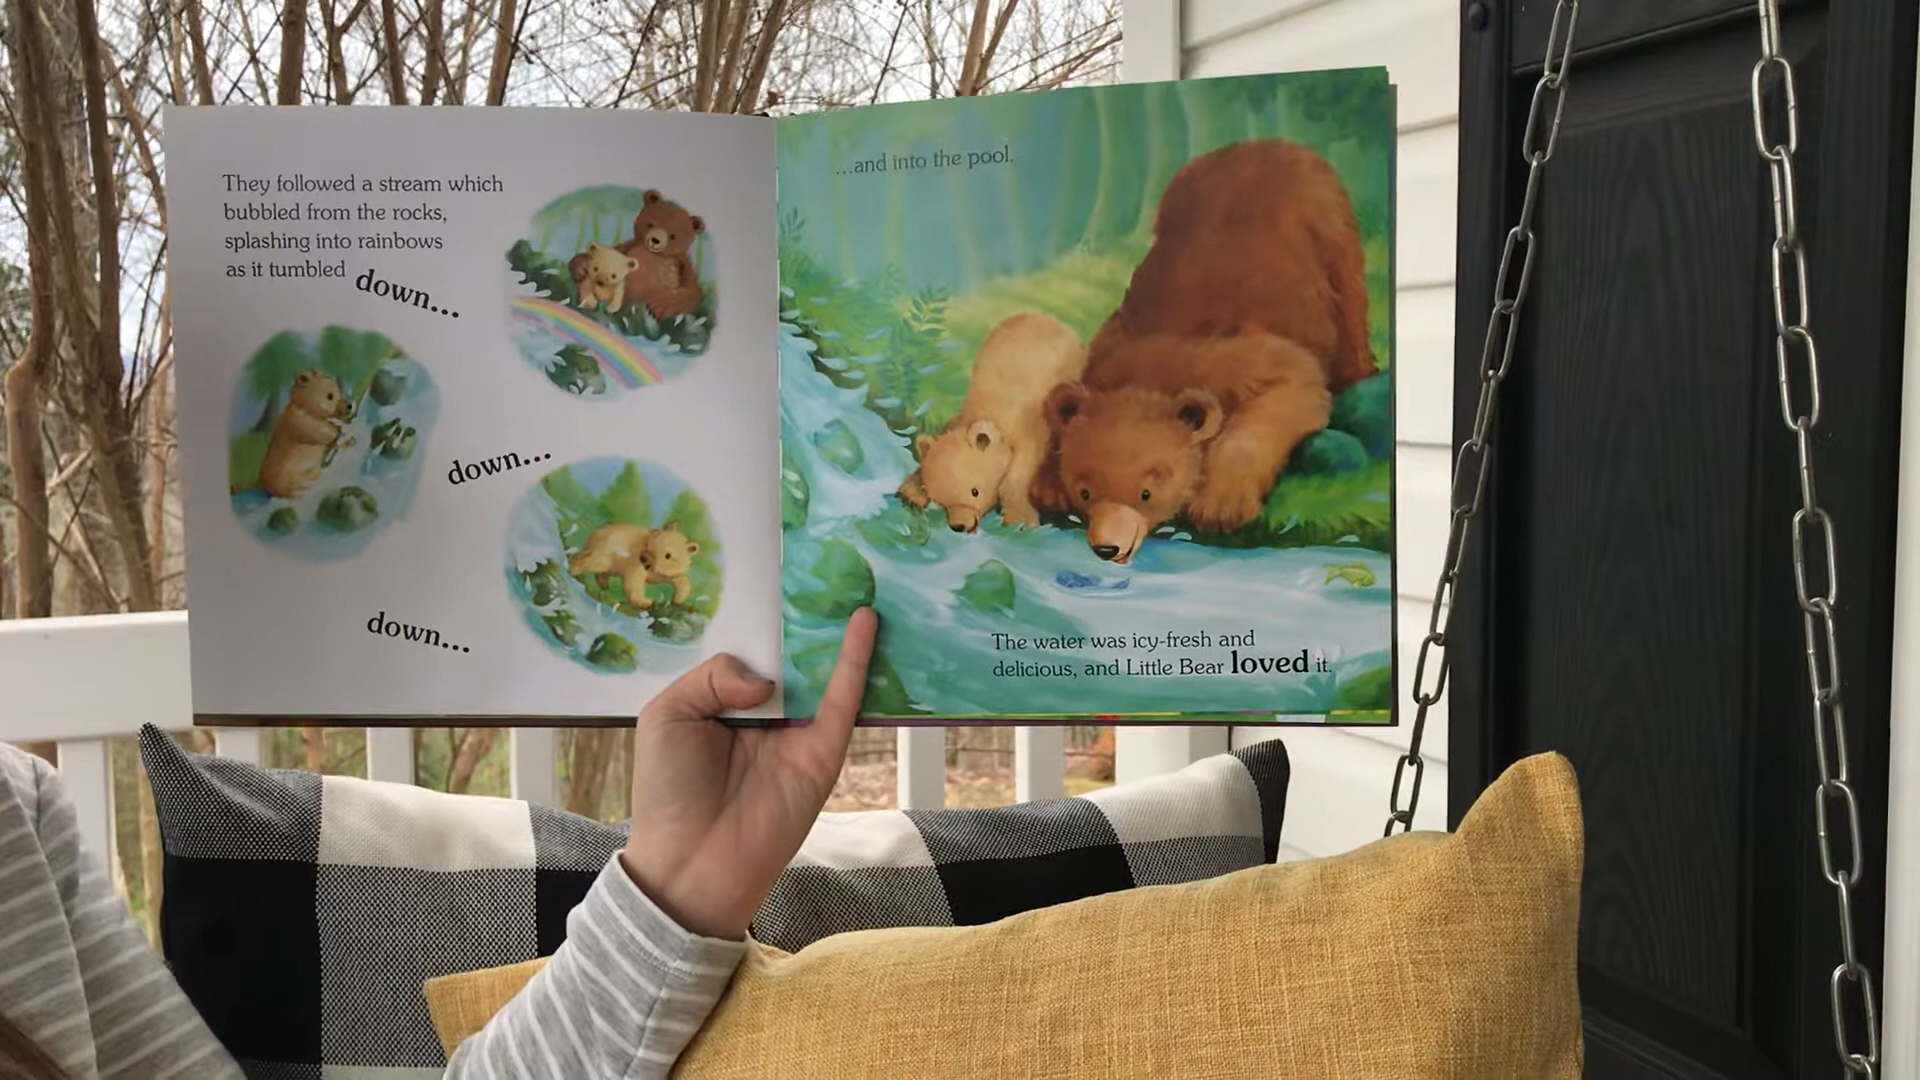 They followed a stream which
bubbled from the rocks,
splashing into rainbows
as it tumbled down...
down...
down...
...and into the pool.
The water was icy-fresh and
delicious, and Little Bear loved it.